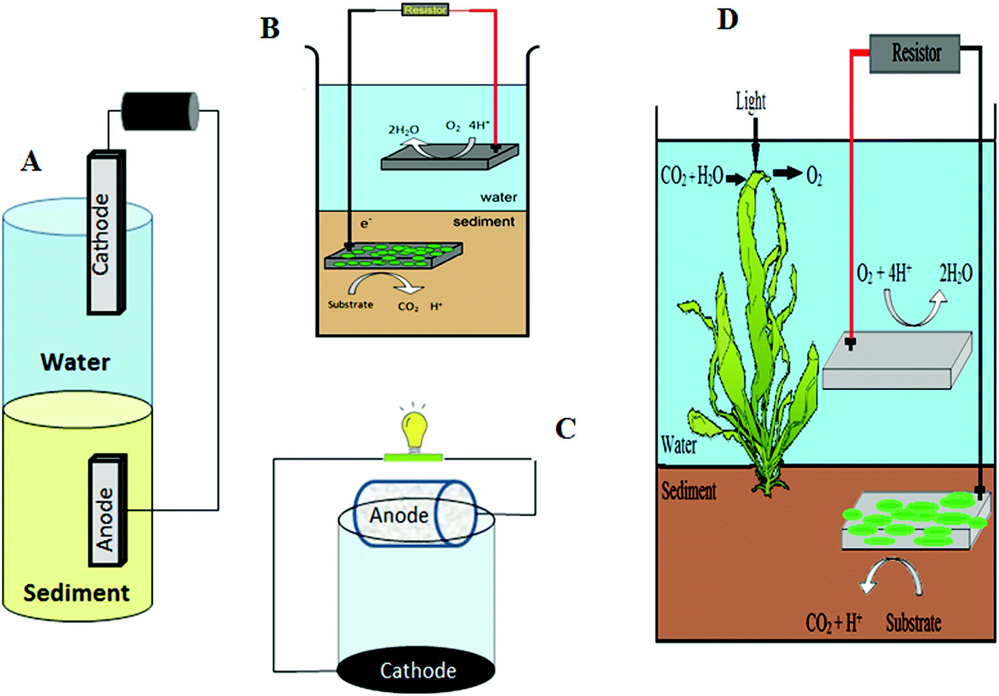 A
Cathode
Water
Anode
Sediment
B
Resistor
2H₂O
O₂ 4H⁺
water
sediment
e⁻
Substrate
CO₂ H⁺
C
Anode
Cathode
D
Resistor
Light
CO₂ + H₂O
O₂
O₂ + 4H⁺
2H₂O
Water
Sediment
CO₂ + H⁺
Substrate